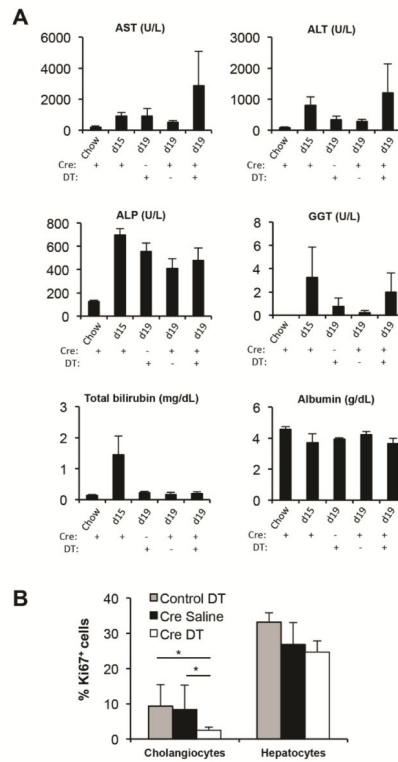 A
AST (U/L)
6000
4000
2000
0
Chow d15 d19 d19 d19
Cre: + + - + +
DT: + - +
ALT (U/L)
3000
2000
1000
0
Chow d15 d19 d19 d19
Cre: + + - + +
DT: + - +
ALP (U/L)
800
600
400
200
0
Chow d15 d19 d19 d19
Cre: + + - + +
DT: + - +
GGT (U/L)
8
6
4
2
0
Chow d15 d19 d19 d19
Cre: + + - + +
DT: + - +
Total bilirubin (mg/dL)
3
2
1
0
Chow d15 d19 d19 d19
Cre: + + - + +
DT: + - +
Albumin (g/dL)
6
4
2
0
Chow d15 d19 d19 d19
Cre: + + - + +
DT: + - +
B
% Ki67+ cells
40
30
20
10
0
Control DT
Cre Saline
Cre DT
*
*
Cholangiocytes Hepatocytes